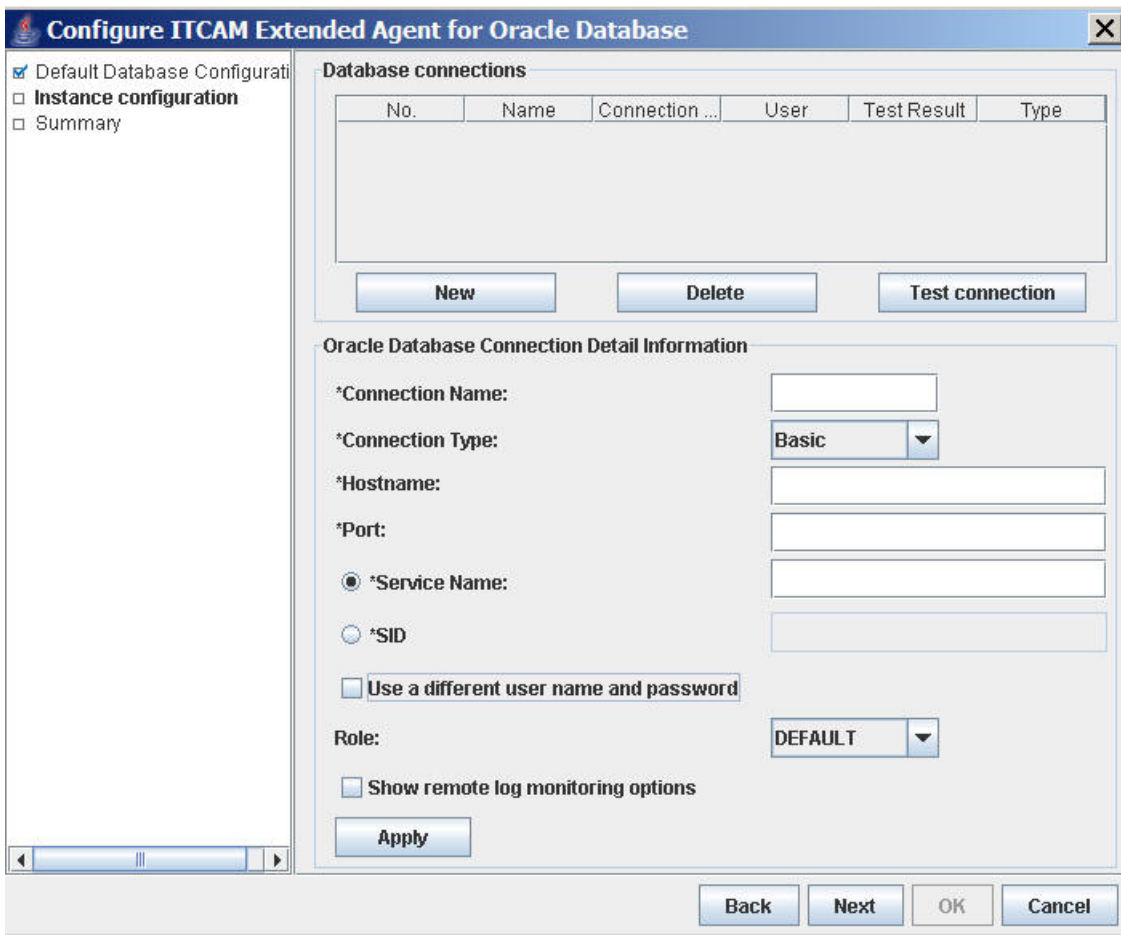 Configure ITCAM Extended Agent for Oracle Database
Default Database Configurati
Instance configuration
Summary
Database connections
No. Name Connection ... User Test Result Type
New Delete Test connection
Oracle Database Connection Detail Information
*Connection Name:
*Connection Type: Basic
*Hostname:
*Port:
*Service Name:
*SID
Use a different user name and password
Role: DEFAULT
Show remote log monitoring options
Apply
Back Next OK Cancel